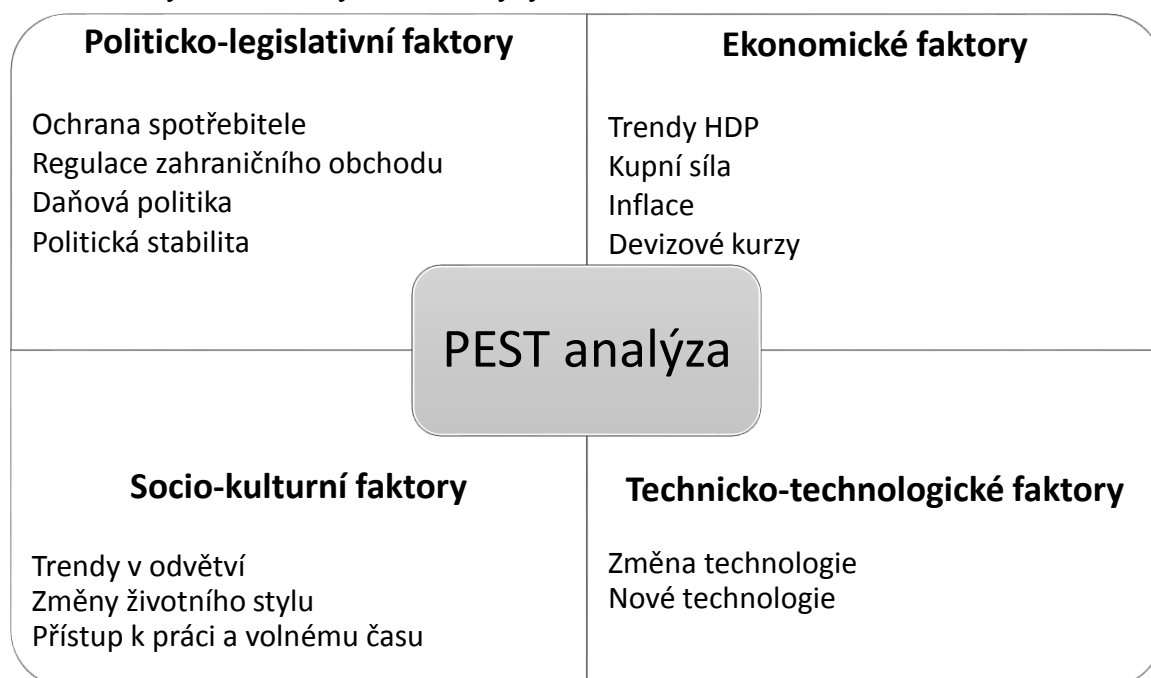 Politicko-legislativní faktory
Ochrana spotřebitele
Regulace zahraničního obchodu
Daňová politika
Politická stabilita
Ekonomické faktory
Trendy HDP
Kupní síla
Inflace
Devizové kurzy
PEST analýza
Socio-kulturní faktory
Trendy v odvětví
Změny životního stylu
Přístup k práci a volnému času
Technicko-technologické faktory
Změna technologie
Nové technologie